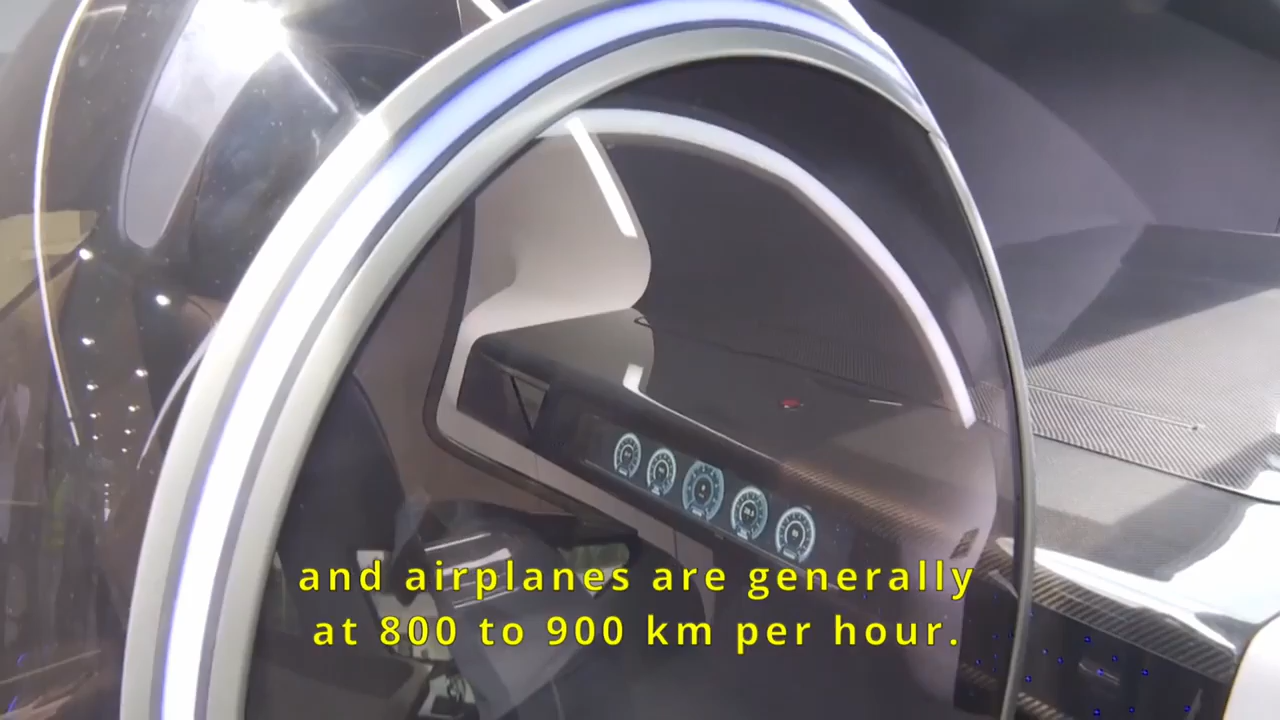 and airplanes are generally
at 800 to 900 km per hour.